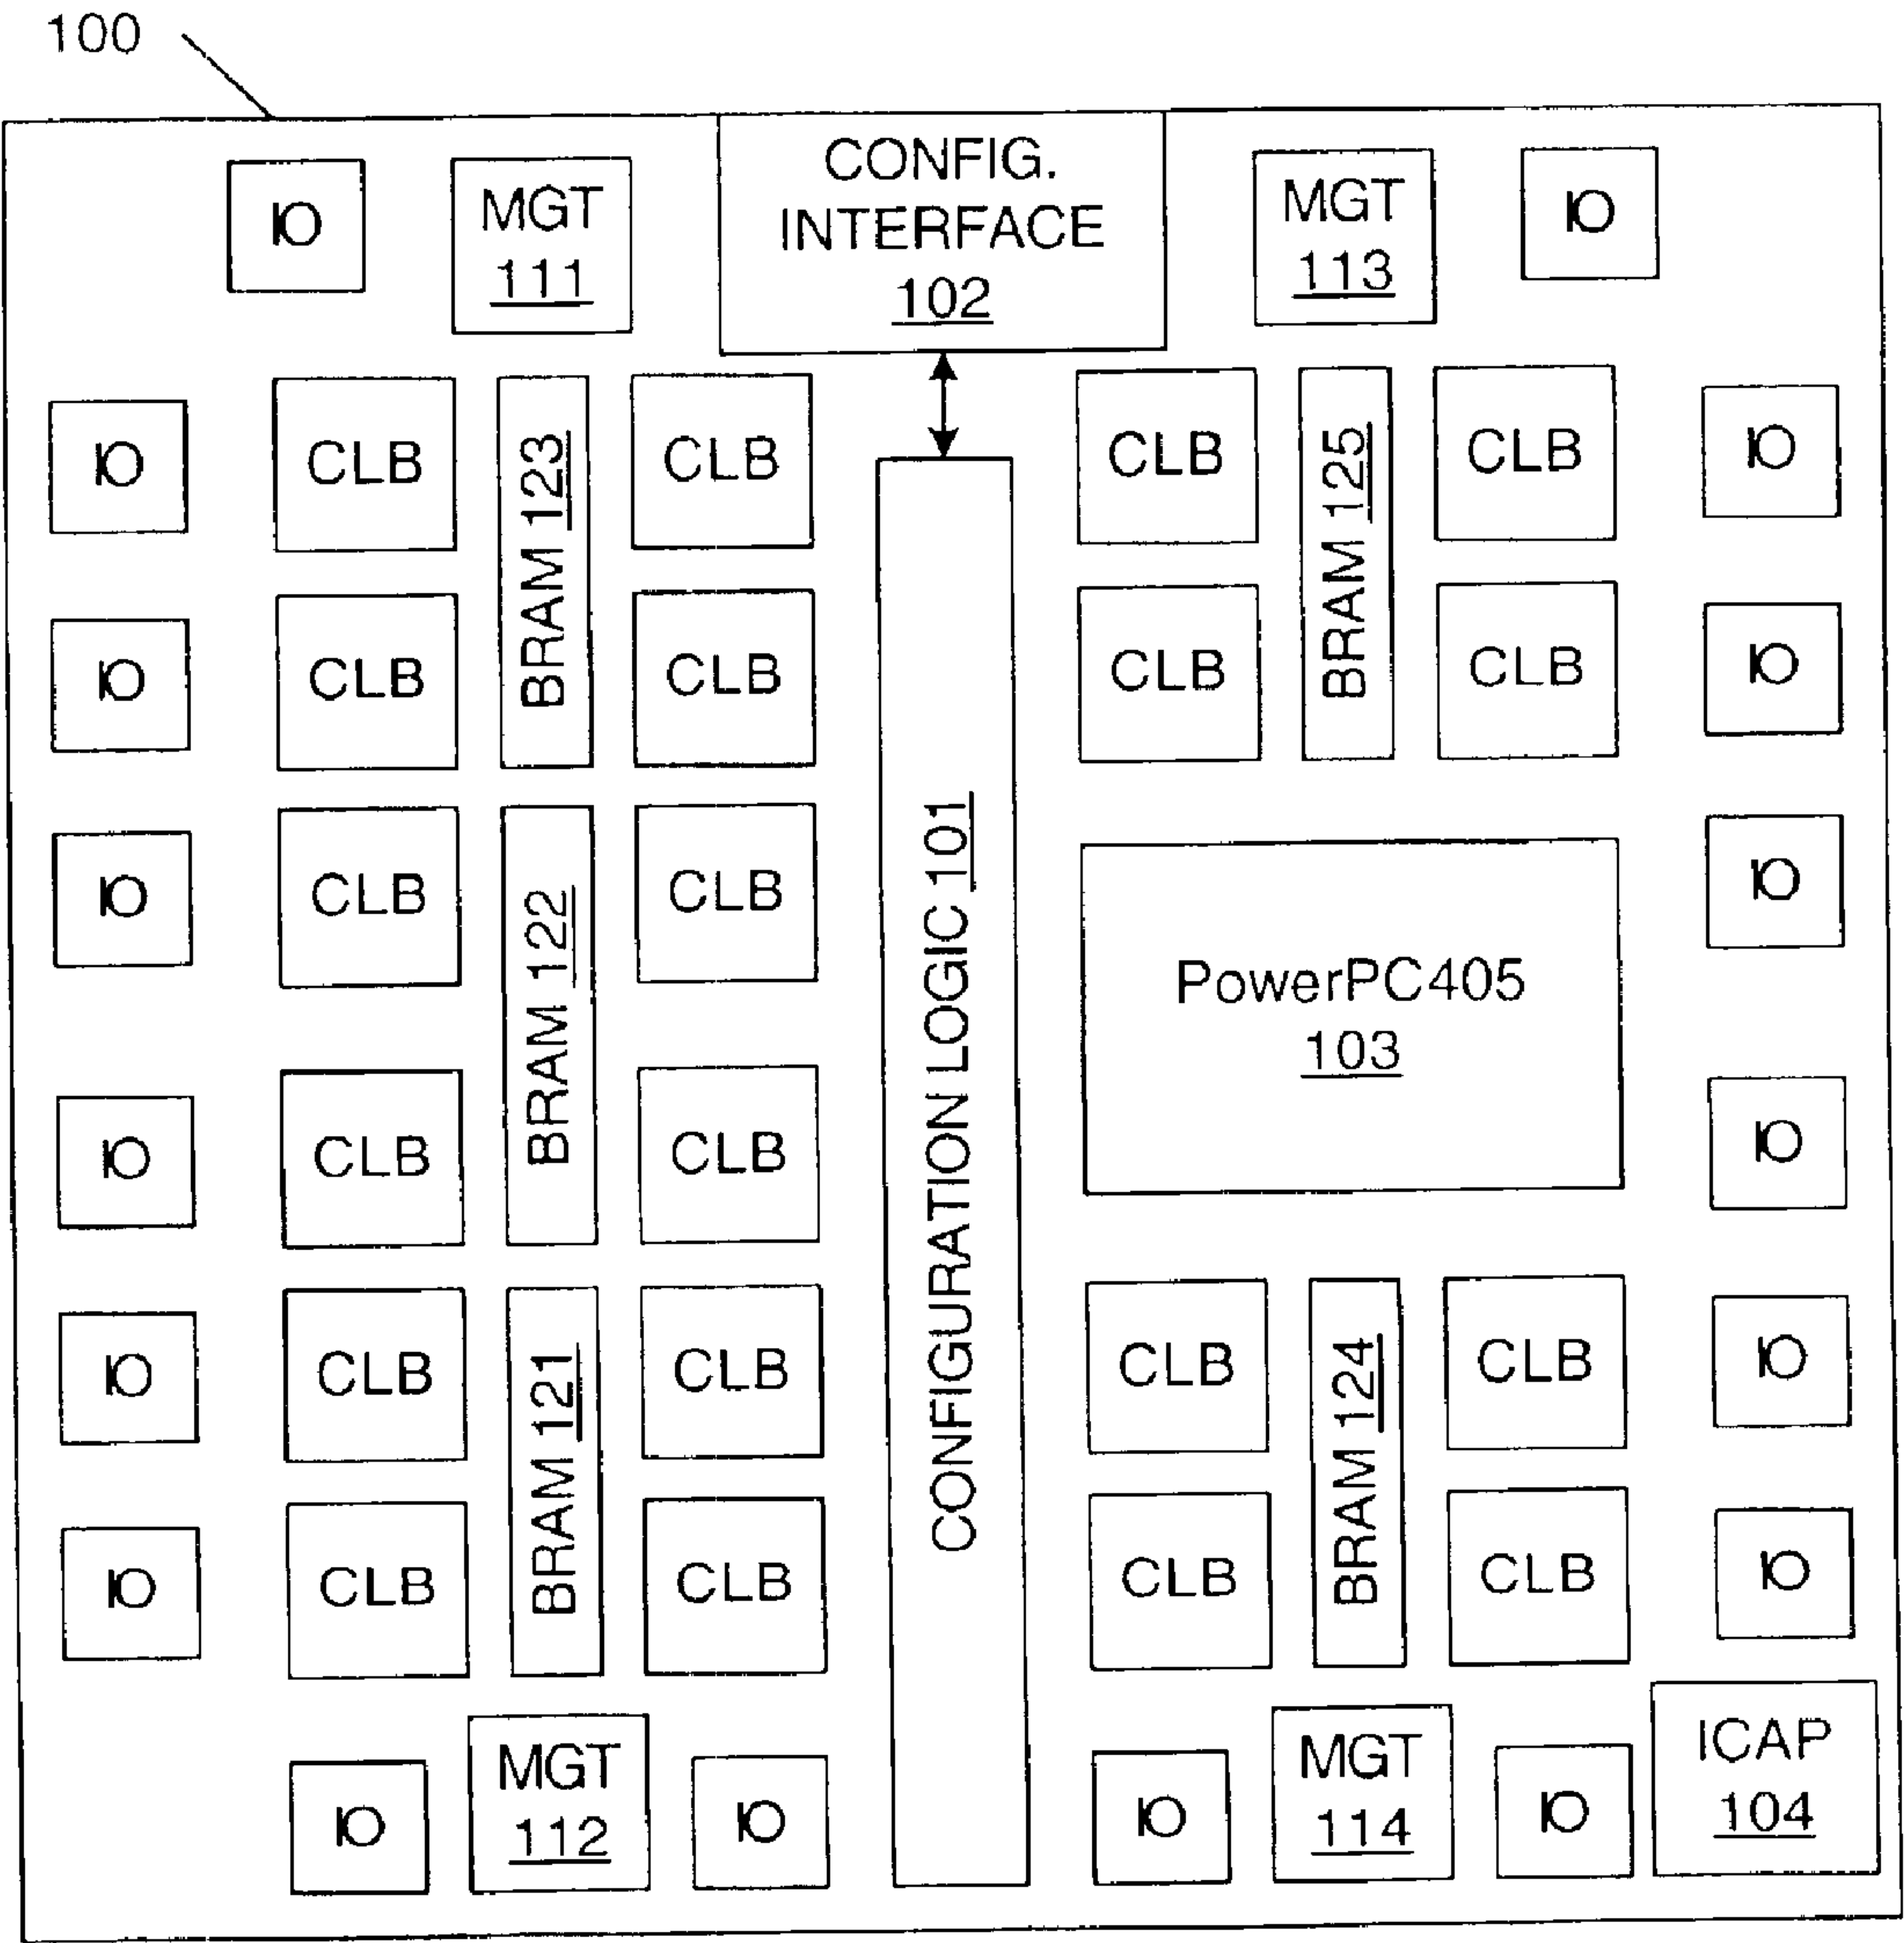 100
IO
MGT
111
CONFIG.
INTERFACE
102
MGT
113
IO
IO
CLB
BRAM 123
CLB
CLB
BRAM 125
CLB
IO
IO
CLB
CLB
CLB
CLB
IO
IO
CLB
BRAM 122
CLB
CONFIGURATION LOGIC 101
PowerPC405
103
IO
IO
CLB
CLB
IO
IO
CLB
BRAM 121
CLB
CLB
BRAM 124
CLB
IO
IO
CLB
CLB
CLB
CLB
IO
IO
MGT
112
IO
IO
MGT
114
IO
ICAP
104